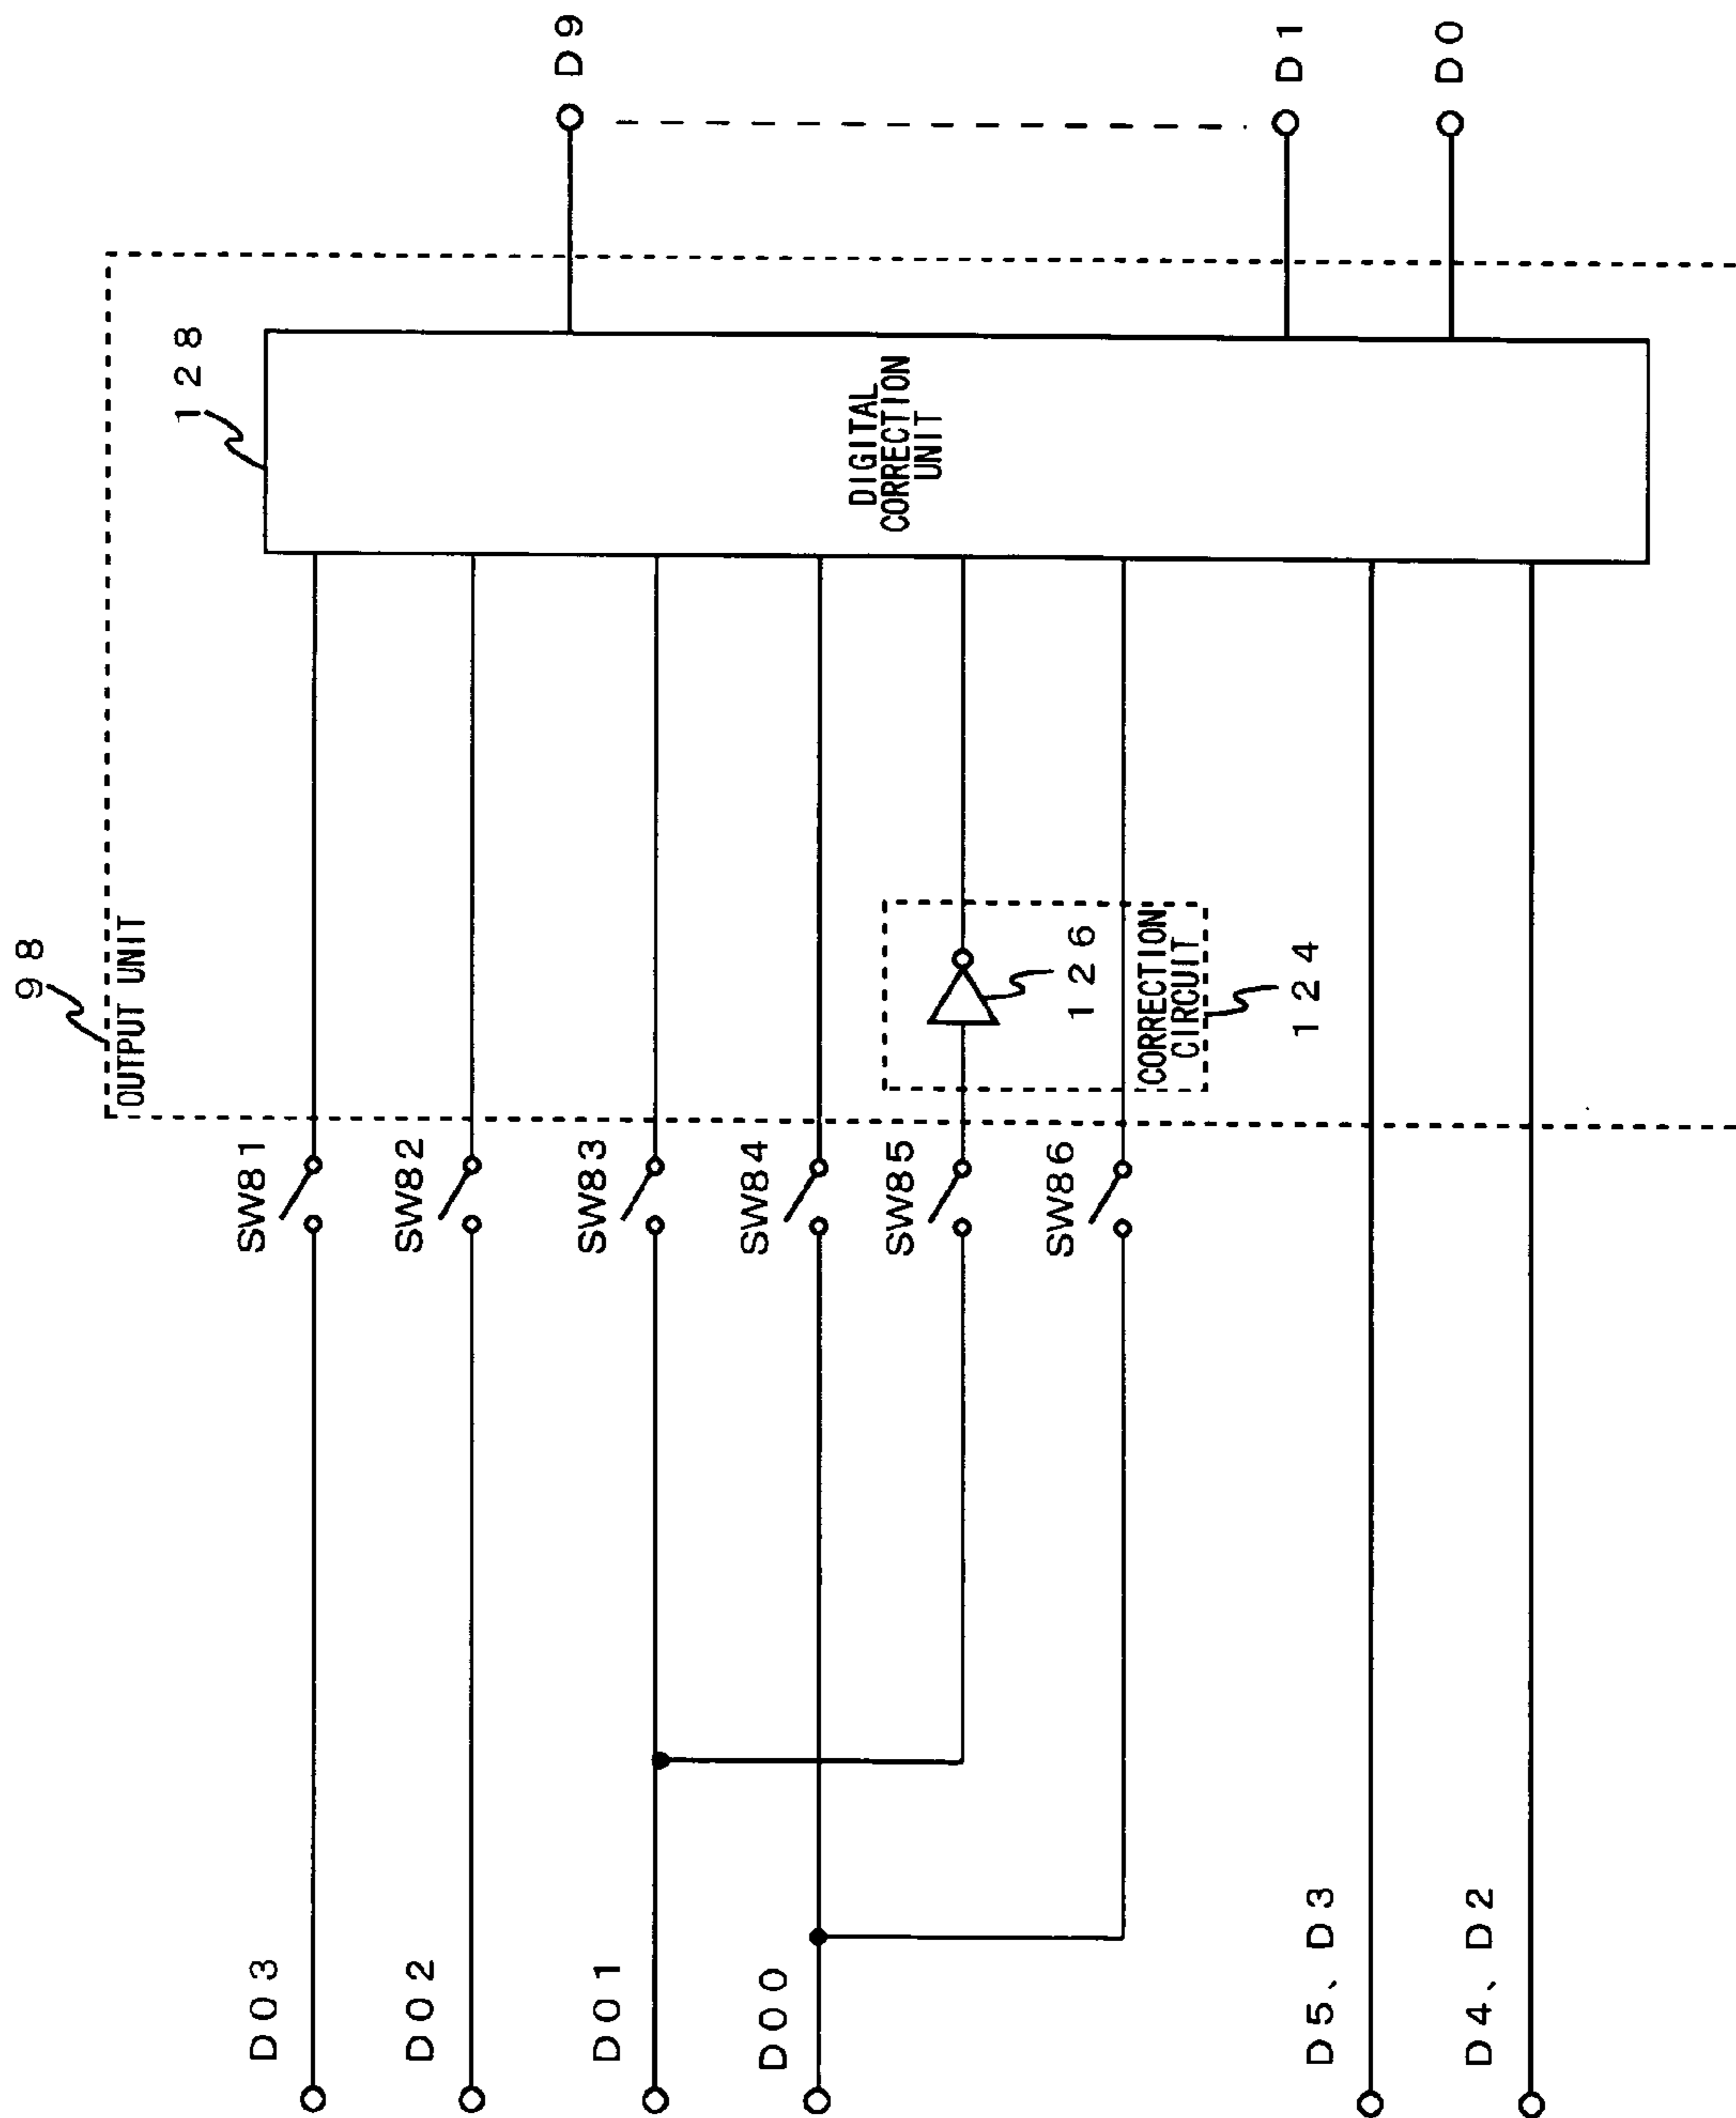 98
OUTPUT UNIT
128
D03
SW81
D02
SW82
D9
D01
SW83
D00
SW84
DIGITAL
CORRECTION
UNIT
SW85
126
SW86
CORRECTION
CIRCUIT
124
D1
D5、D3
D0
D4、D2